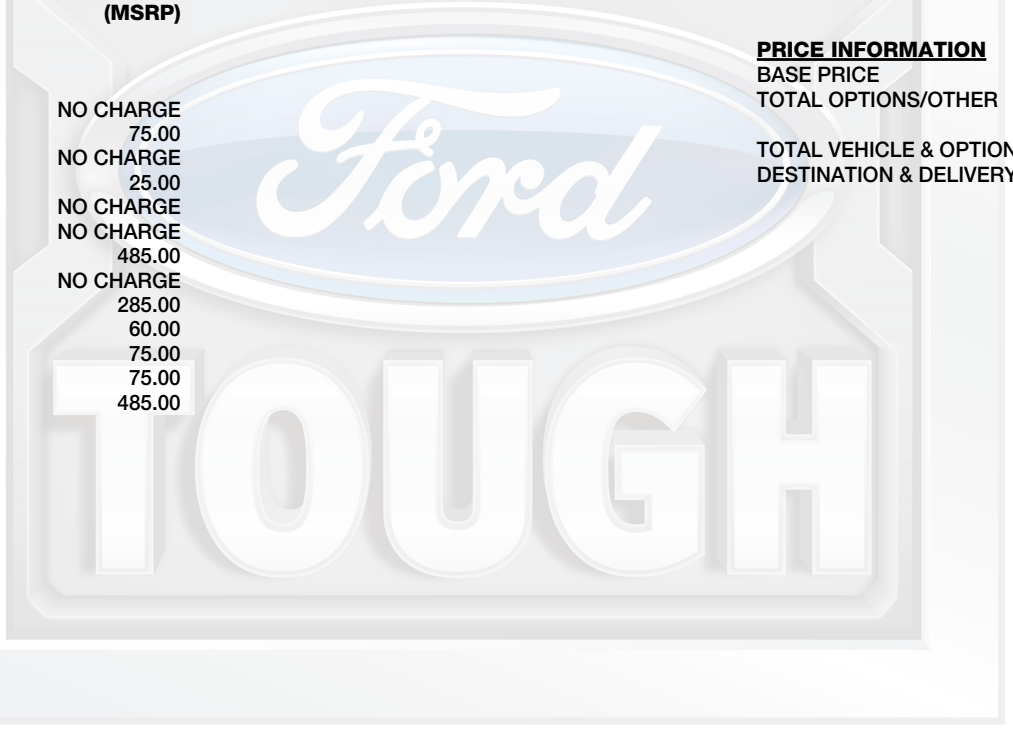 (MSRP)
NO CHARGE
75.00
NO CHARGE
25.00
NO CHARGE
NO CHARGE
485.00
NO CHARGE
285.00
60.00
75.00
75.00
485.00
PRICE INFORMATION
BASE PRICE
TOTAL OPTIONS/OTHER
TOTAL VEHICLE & OPTION
DESTINATION & DELIVERY
Ford
TOUGH